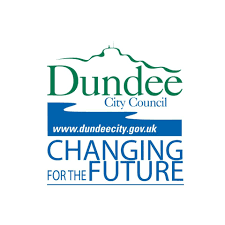 Dundee
City Council
www.dundeecity.gov.uk
CHANGING
FOR THE FUTURE